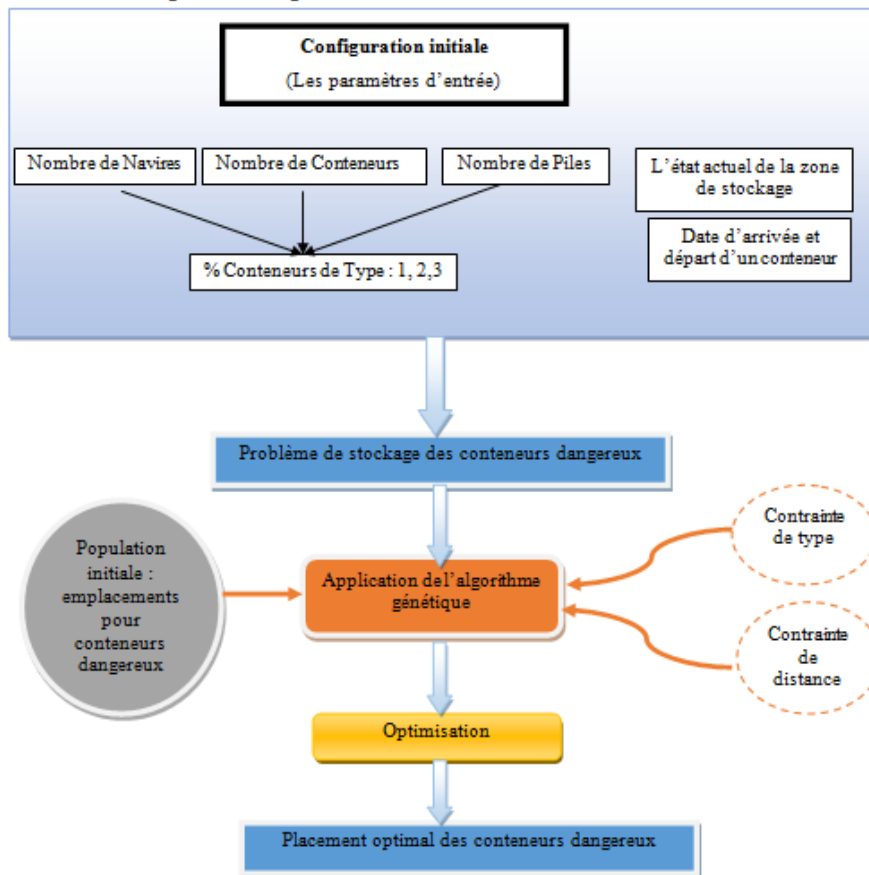 Configuration initiale
(Les paramètres d'entrée)
Nombre de Navires
Nombre de Conteneurs
Nombre de Piles
L'état actuel de la zone
de stockage
Date d'arrivée et
départ d'un conteneur
% Conteneurs de Type : 1, 2,3
Problème de stockage des conteneurs dangereux
Population
initiale :
emplacements
pour
conteneurs
dangereux
Application de l'algorithme
génétique
Contrainte
de type
Contrainte
de
distance
Optimisation
Placement optimal des conteneurs dangereux